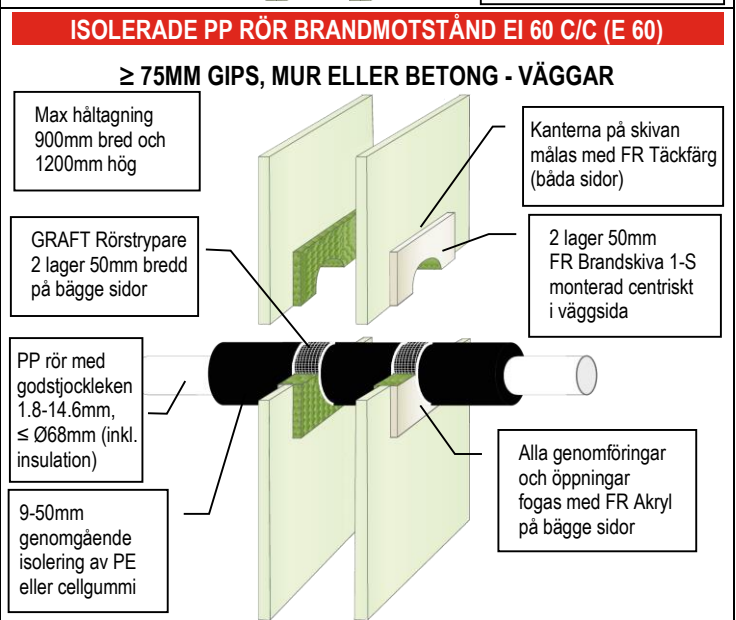 ISOLERADE PP RÖR BRANDMOTSTÅND EI 60 C/C (E 60)
≥ 75MM GIPS, MUR ELLER BETONG - VÄGGAR
Max håltagning
900mm bred och
1200mm hög
Kanterna på skivan
målas med FR Täckfärg
(båda sidor)
GRAFT Rörstrypare
2 lager 50mm bredd
på bägge sidor
2 lager 50mm
FR Brandskiva 1-S
monterad centriskt
i väggsida
PP rör med
godstjockleken
1.8-14.6mm,
≤ Ø68mm (inkl.
insulation)
Alla genomföringar
och öppningar
fogas med FR Akryl
på bägge sidor
9-50mm
genomgående
isolering av PE
eller cellgummi